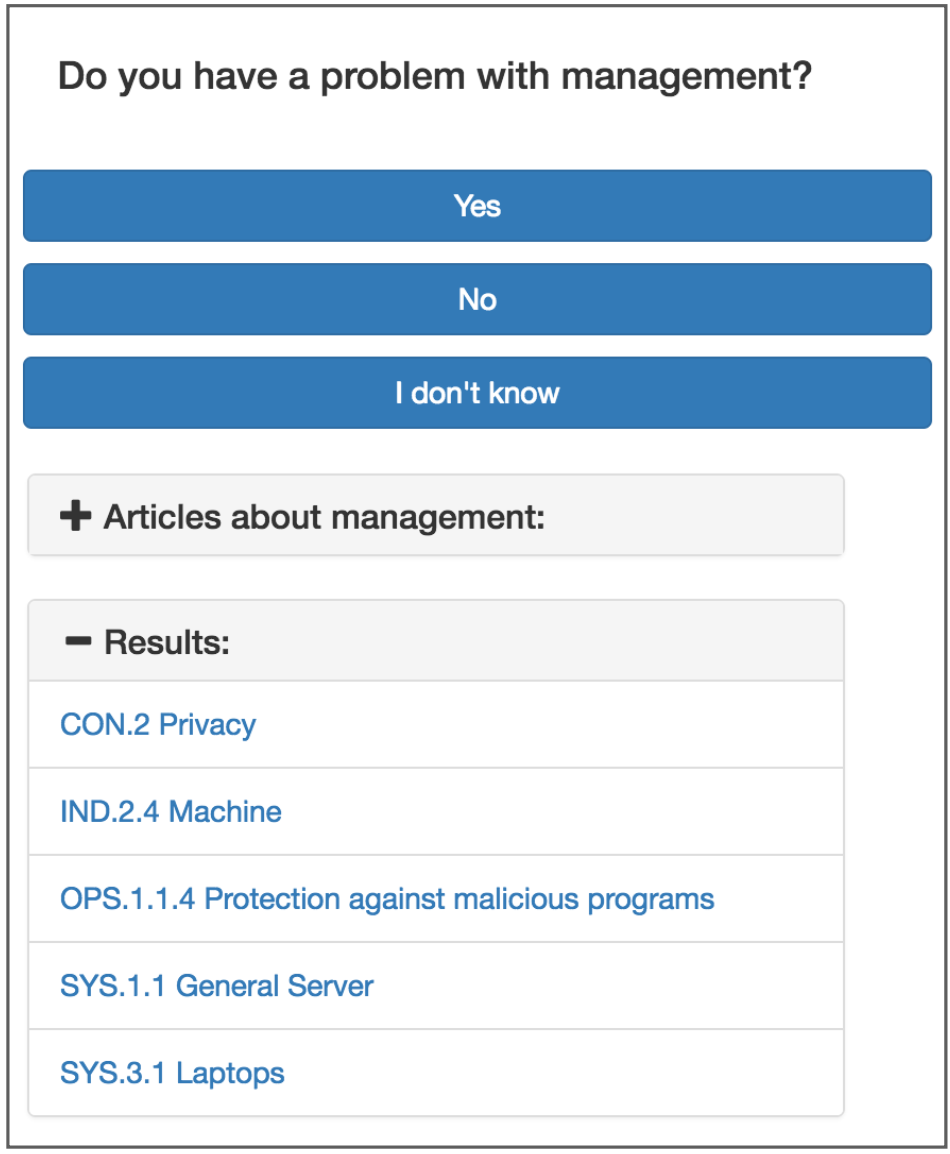 Do you have a problem with management?
Yes
No
I don't know
Articles about management:
Results:
CON.2 Privacy
IND.2.4 Machine
OPS.1.1.4 Protection against malicious programs
SYS.1.1 General Server
SYS.3.1 Laptops